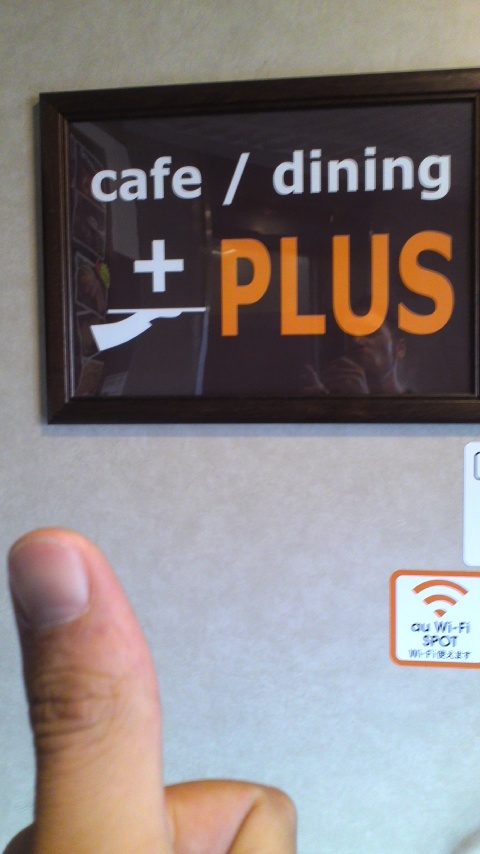 cafe / dining
+ PLUS
au Wi-Fi
SPOT
Wi-Fi使えます